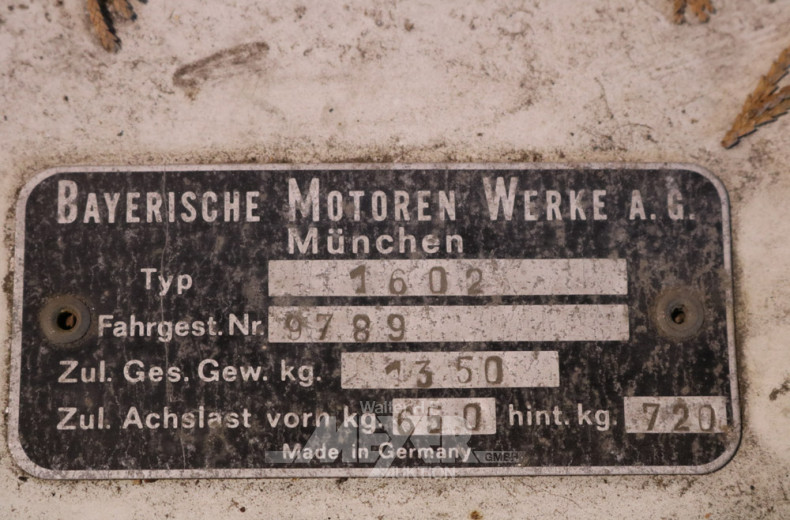 BAYERISCHE MOTOREN WERKE A.G.
München
Typ 1602
Fahrgest. Nr. 9789
Zul. Ges. Gew. kg. 1350
Zul. Achslast vorn kg. 650 hint. kg. 720
Made in Germany